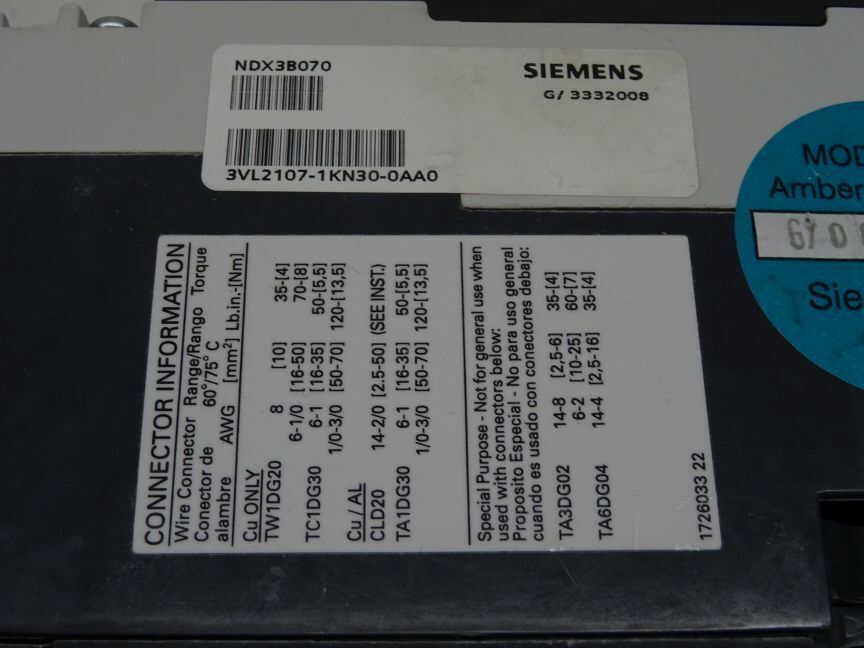 NDX3B070
SIEMENS
G/ 3332008
3VL2107-1KN30-0AA0
CONNECTOR INFORMATION
Wire Connector Range/Rango Torque
Conector de 60°/75° C
alambre AWG [mm²] Lb.in.-[Nm]
Cu ONLY
TW1DG20 8 [10] 35-[4]
6-1/0 [16-50] 70-[8]
TC1DG30 6-1 [16-35] 50-[5,5]
1/0-3/0 [50-70] 120-[13,5]
Cu / AL
CLD20 14-2/0 [2.5-50] (SEE INST.)
TA1DG30 6-1 [16-35] 50-[5,5]
1/0-3/0 [50-70] 120-[13,5]
Special Purpose - Not for general use when
used with connectors below:
Proposito Especial - No para uso general
cuando es usado con conectores debajo:
TA3DG02 14-8 [2,5-6] 35-[4]
6-2 [10-25] 60-[7]
TA6DG04 14-4 [2,5-16] 35-[4]
1726033 22
MOD
Amber
Sie